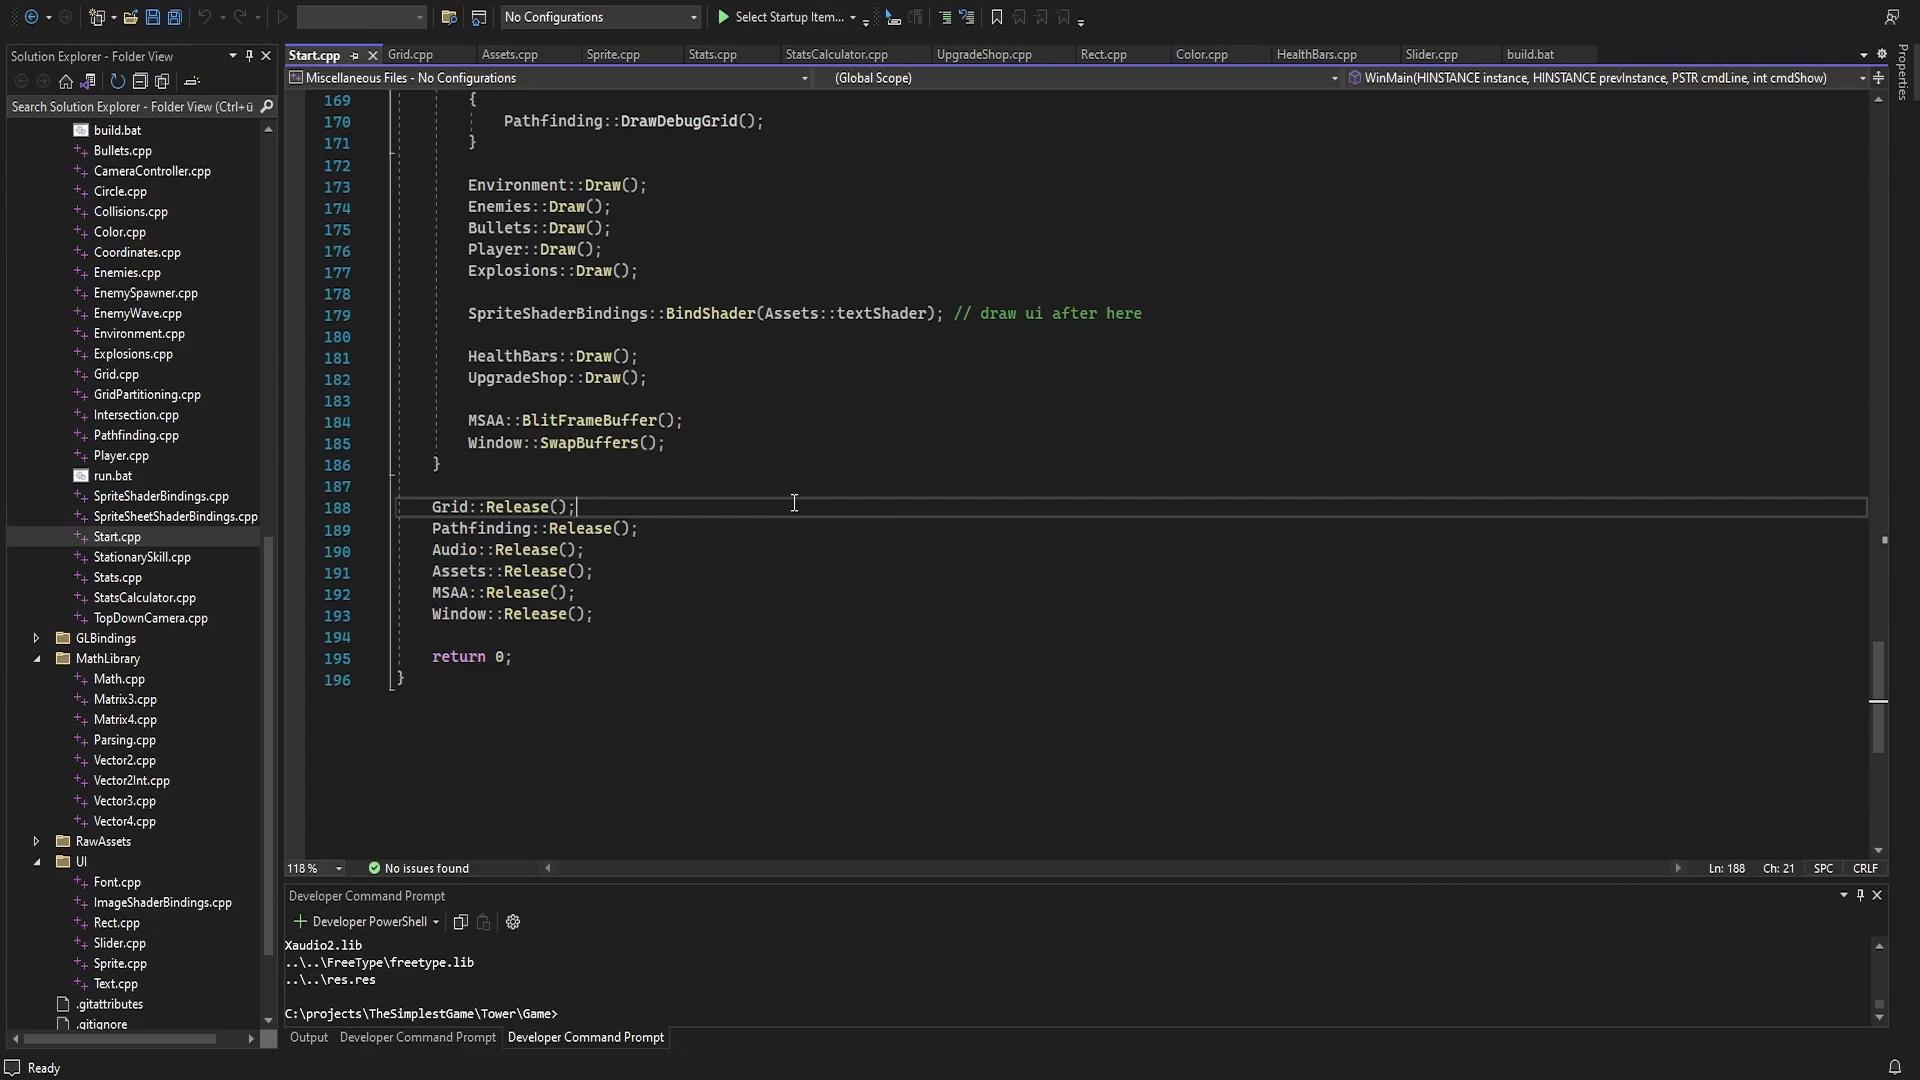 No Configurations
Select Startup Item...
Solution Explorer - Folder View
Search Solution Explorer - Folder View (Ctrl+ü
build.bat
Bullets.cpp
CameraController.cpp
Circle.cpp
Collisions.cpp
Color.cpp
Coordinates.cpp
Enemies.cpp
EnemySpawner.cpp
EnemyWave.cpp
Environment.cpp
Explosions.cpp
Grid.cpp
GridPartitioning.cpp
Intersection.cpp
Pathfinding.cpp
Player.cpp
run.bat
SpriteShaderBindings.cpp
SpriteSheetShaderBindings.cpp
Start.cpp
StationarySkill.cpp
Stats.cpp
StatsCalculator.cpp
TopDownCamera.cpp
GLBindings
MathLibrary
Math.cpp
Matrix3.cpp
Matrix4.cpp
Parsing.cpp
Vector2.cpp
Vector2Int.cpp
Vector3.cpp
Vector4.cpp
RawAssets
UI
Font.cpp
ImageShaderBindings.cpp
Rect.cpp
Slider.cpp
Sprite.cpp
Text.cpp
.gitattributes
.gitignore
Start.cpp Grid.cpp Assets.cpp Sprite.cpp Stats.cpp StatsCalculator.cpp UpgradeShop.cpp Rect.cpp Color.cpp HealthBars.cpp Slider.cpp build.bat
Miscellaneous Files - No Configurations (Global Scope) WinMain(HINSTANCE instance, HINSTANCE prevInstance, PSTR cmdLine, int cmdShow)
169 {
170 Pathfinding::DrawDebugGrid();
171 }
172
173 Environment::Draw();
174 Enemies::Draw();
175 Bullets::Draw();
176 Player::Draw();
177 Explosions::Draw();
178
179 SpriteShaderBindings::BindShader(Assets::textShader); // draw ui after here
180
181 HealthBars::Draw();
182 UpgradeShop::Draw();
183
184 MSAA::BlitFrameBuffer();
185 Window::SwapBuffers();
186 }
187
188 Grid::Release();
189 Pathfinding::Release();
190 Audio::Release();
191 Assets::Release();
192 MSAA::Release();
193 Window::Release();
194
195 return 0;
196 }
118 % No issues found Ln: 188 Ch: 21 SPC CRLF
Developer Command Prompt
Developer PowerShell
Xaudio2.lib
..\..\FreeType\freetype.lib
..\..\res.res
C:\projects\TheSimplestGame\Tower\Game>
Output Developer Command Prompt Developer Command Prompt
Ready
Properties